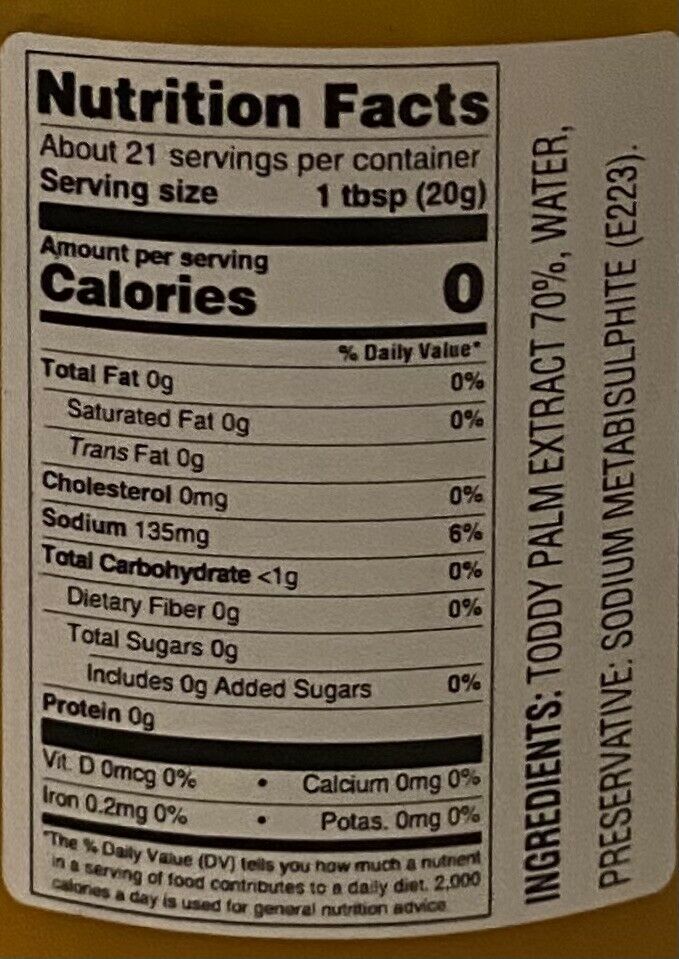 Nutrition Facts
About 21 servings per container
Serving size 1 tbsp (20g)
Amount per serving
Calories 0
% Daily Value*
Total Fat 0g 0%
Saturated Fat 0g 0%
Trans Fat 0g
Cholesterol 0mg 0%
Sodium 135mg 6%
Total Carbohydrate <1g 0%
Dietary Fiber 0g 0%
Total Sugars 0g
Includes 0g Added Sugars 0%
Protein 0g
Vit. D 0mcg 0% • Calcium 0mg 0%
Iron 0.2mg 0% • Potas. 0mg 0%
*The % Daily Value (DV) tells you how much a nutrient
in a serving of food contributes to a daily diet. 2,000
calories a day is used for general nutrition advice
INGREDIENTS: TODDY PALM EXTRACT 70%, WATER,
PRESERVATIVE: SODIUM METABISULPHITE (E223).